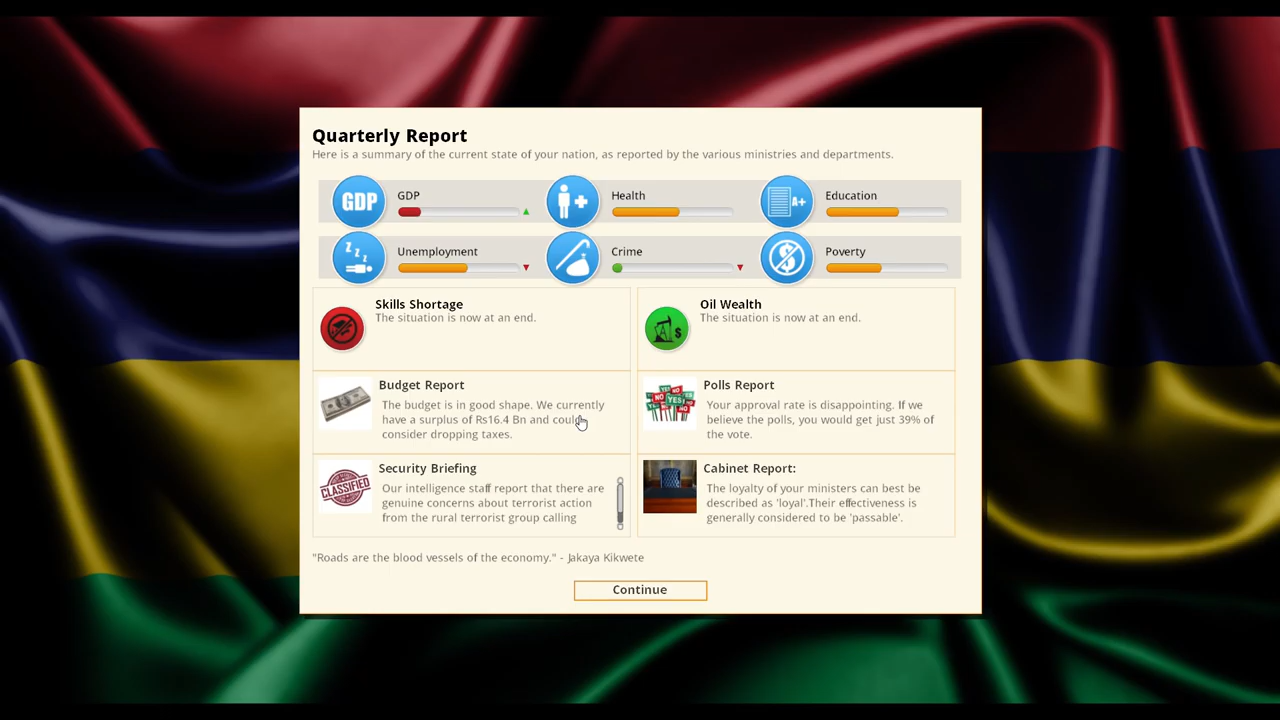 Quarterly Report
Here is a summary of the current state of your nation, as reported by the various ministries and departments.
GDP
GDP
Health
A+
Education
Z Z Z
Unemployment
Crime
$
Poverty
Skills Shortage
The situation is now at an end.
$
Oil Wealth
The situation is now at an end.
Budget Report
The budget is in good shape. We currently
have a surplus of Rs16.4 Bn and could
consider dropping taxes.
YES NO NO YES NO
Polls Report
Your approval rate is disappointing. If we
believe the polls, you would get just 39% of
the vote.
CLASSIFIED
Security Briefing
Our intelligence staff report that there are
genuine concerns about terrorist action
from the rural terrorist group calling
Cabinet Report:
The loyalty of your ministers can best be
described as 'loyal'.Their effectiveness is
generally considered to be 'passable'.
"Roads are the blood vessels of the economy." - Jakaya Kikwete
Continue